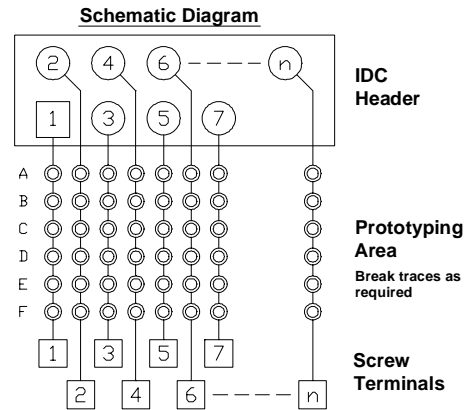 Schematic Diagram
2 4 6 n
IDC
Header
1 3 5 7
A
B
C
D
E
F
Prototyping
Area
Break traces as
required
1 3 5 7
Screw
Terminals
2 4 6 n